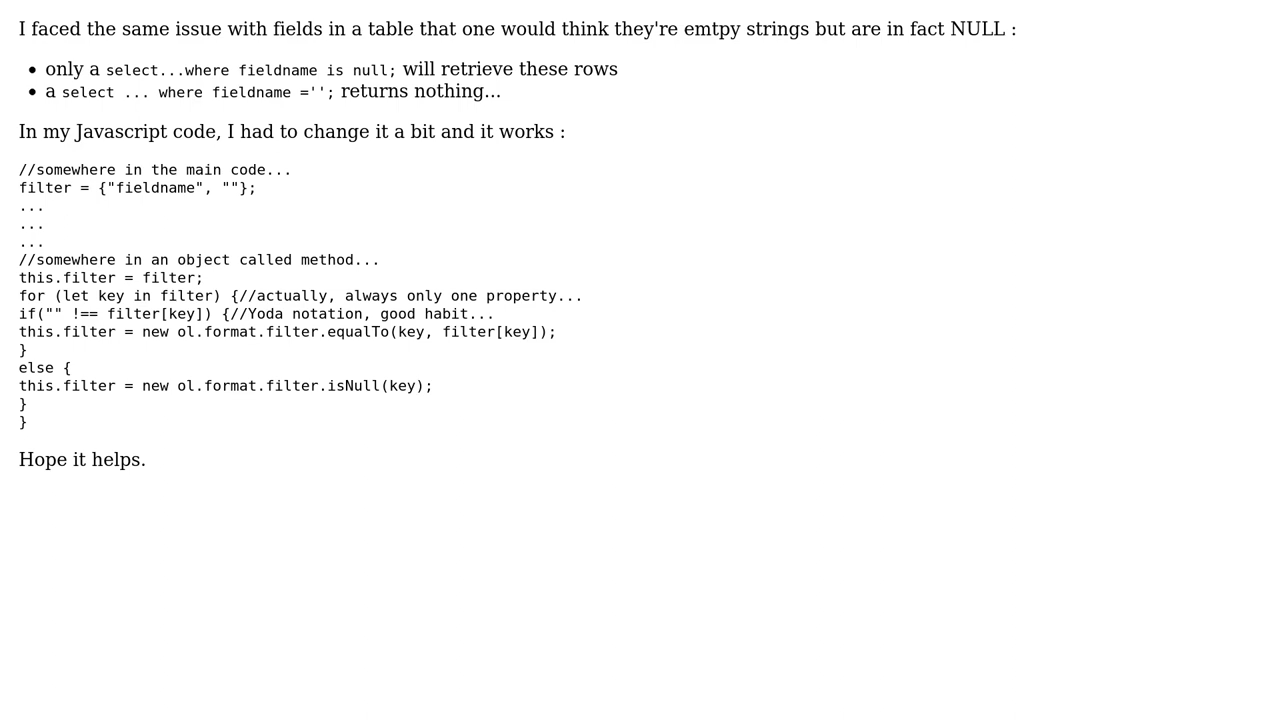 I faced the same issue with fields in a table that one would think they're emtpy strings but are in fact NULL :
• only a select...where fieldname is null; will retrieve these rows
• a select ... where fieldname =''; returns nothing...
In my Javascript code, I had to change it a bit and it works :
//somewhere in the main code...
filter = {"fieldname", ""};
...
...
...
//somewhere in an object called method...
this.filter = filter;
for (let key in filter) {//actually, always only one property...
if("" !== filter[key]) {//Yoda notation, good habit...
this.filter = new ol.format.filter.equalTo(key, filter[key]);
}
else {
this.filter = new ol.format.filter.isNull(key);
}
}
Hope it helps.